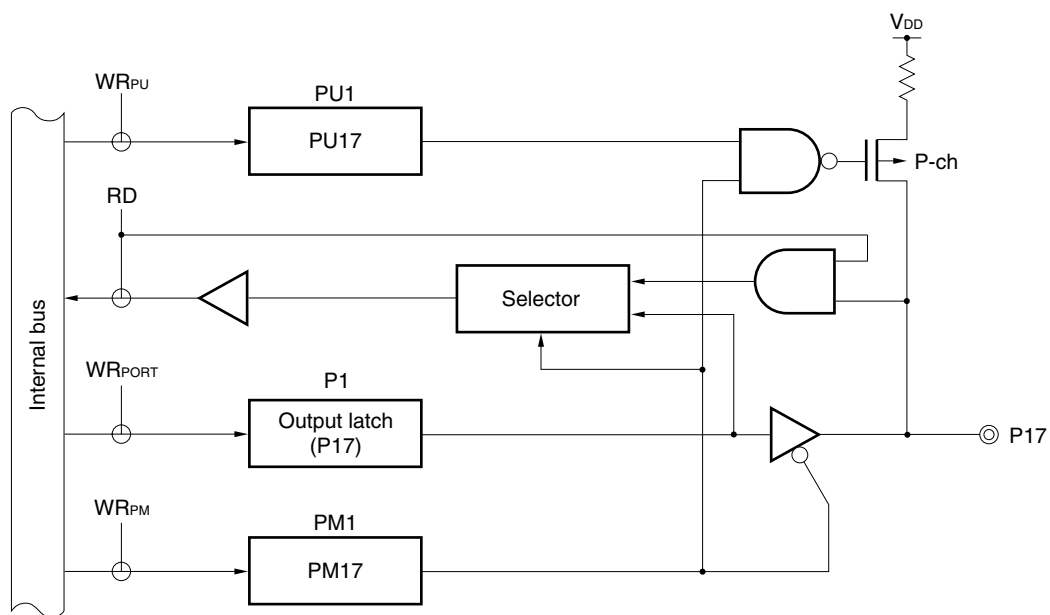 VDD
WRPU
PU1
PU17
P-ch
RD
Selector
Internal bus
WRPORT
P1
Output latch
(P17)
P17
WRPM
PM1
PM17